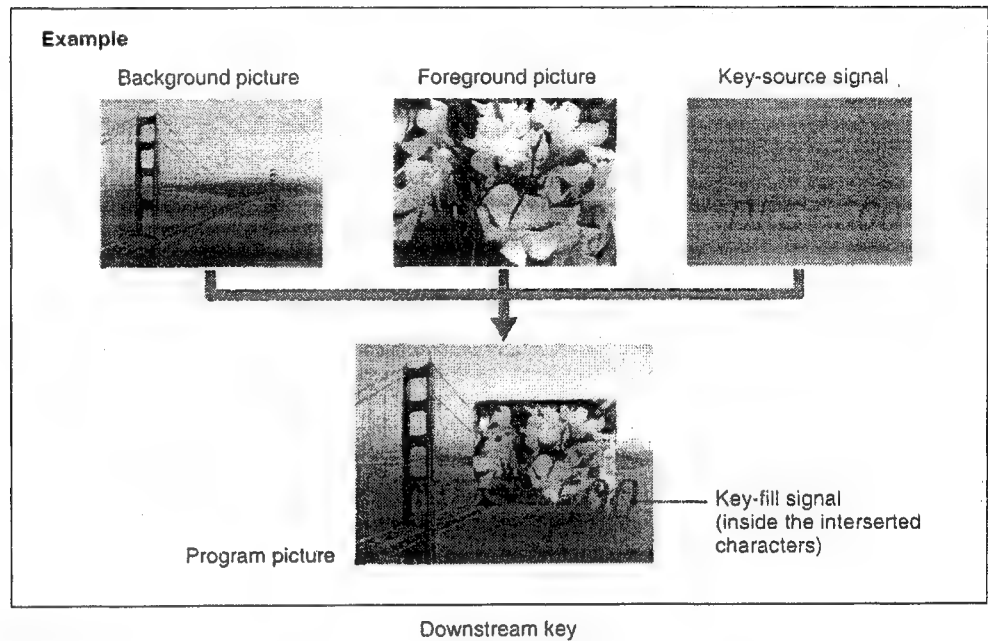 Example
Background picture
Foreground picture
Key-source signal
Key-fill signal
(inside the interserted
characters)
Program picture
Downstream key